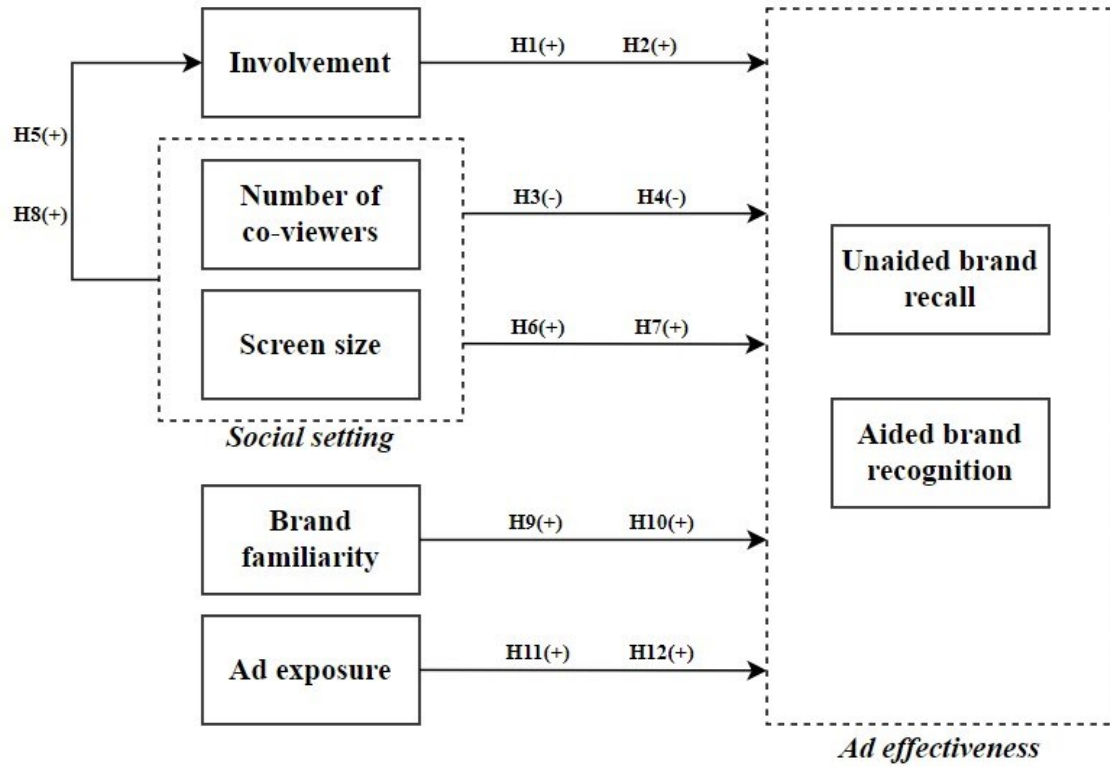 Involvement
H1(+)
H2(+)
H5(+)
H8(+)
Number of
co-viewers
H3(-)
H4(-)
Screen size
H6(+)
H7(+)
Social setting
Brand
familiarity
H9(+)
H10(+)
Ad exposure
H11(+)
H12(+)
Unaided brand
recall
Aided brand
recognition
Ad effectiveness